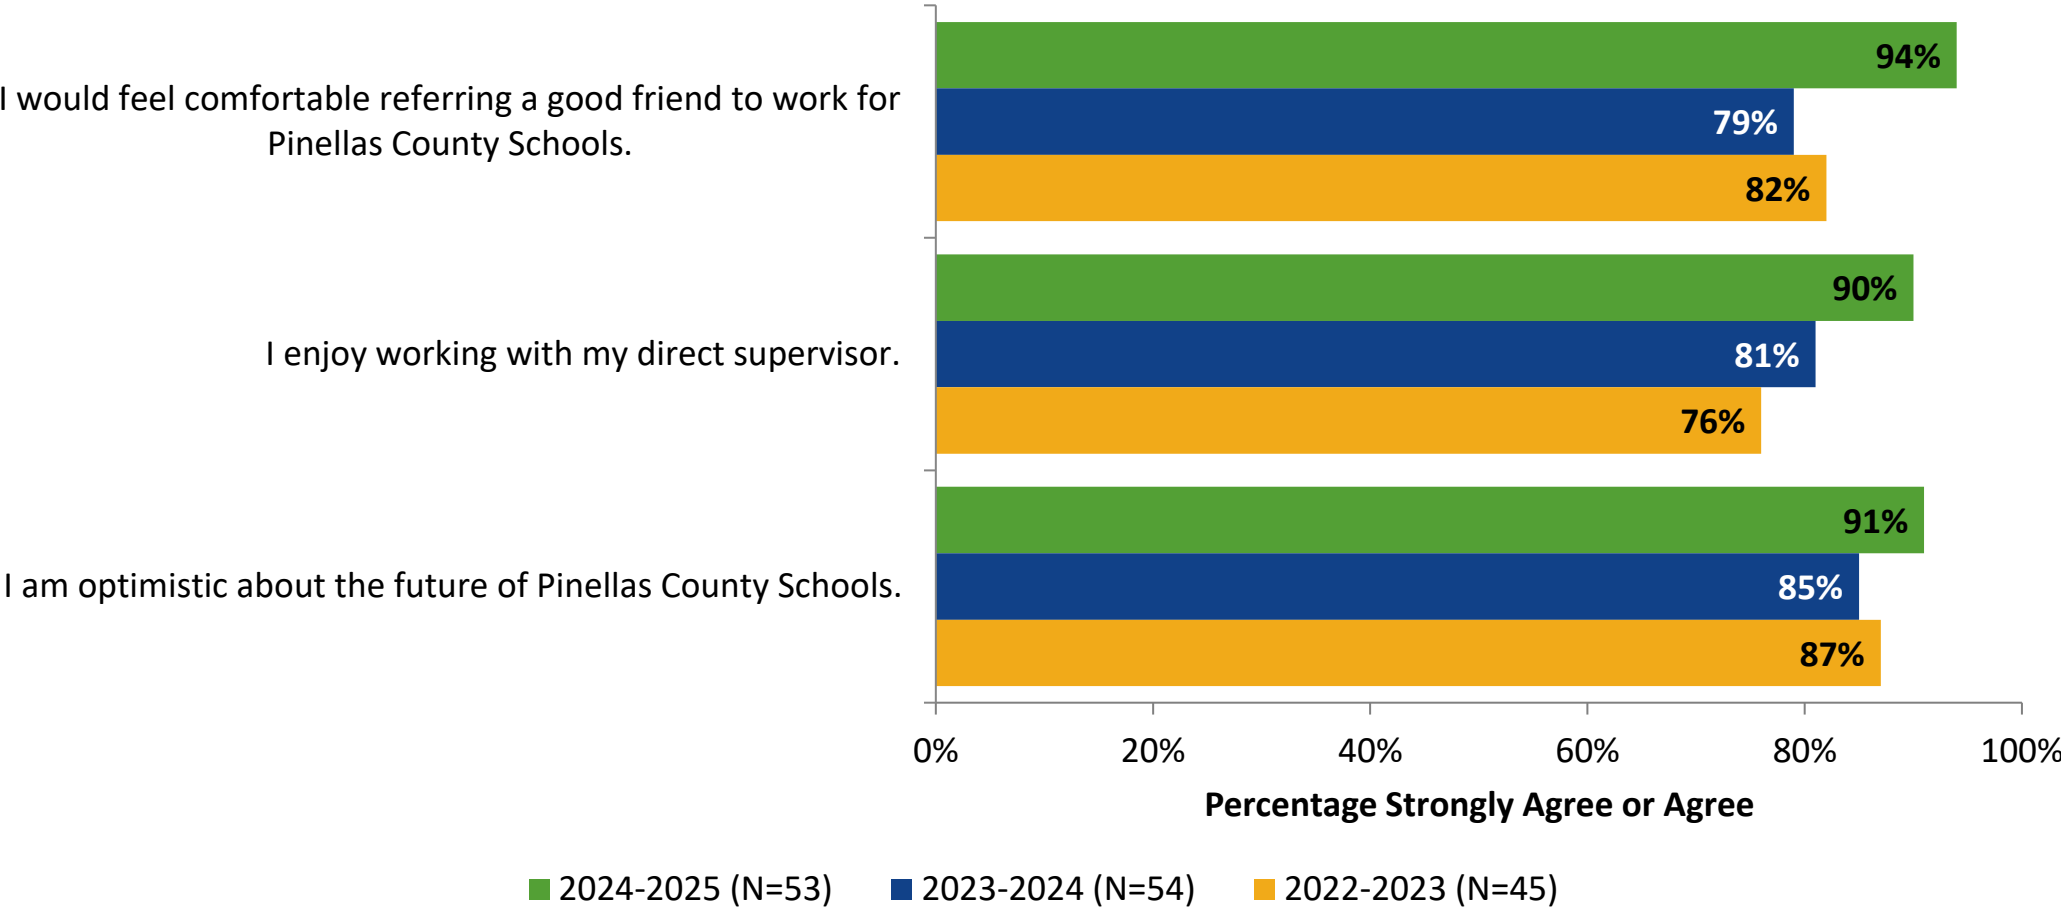 I would feel comfortable referring a good friend to work for
Pinellas County Schools.
94%
79%
82%
I enjoy working with my direct supervisor.
90%
81%
76%
I am optimistic about the future of Pinellas County Schools.
91%
85%
87%
0% 20% 40% 60% 80% 100%
Percentage Strongly Agree or Agree
2024-2025 (N=53) 2023-2024 (N=54) 2022-2023 (N=45)